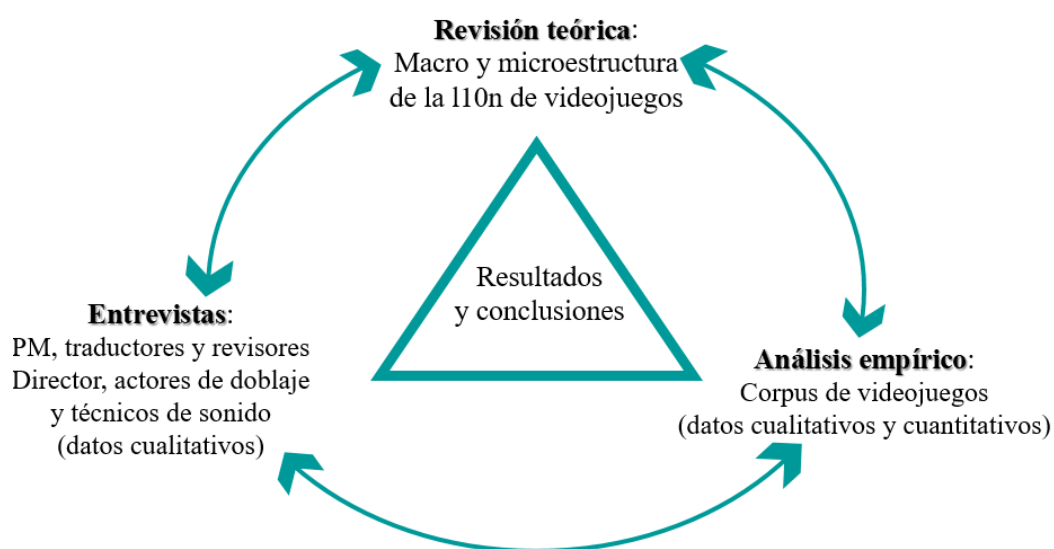 Revisión teórica:
Macro y microestructura
de la l10n de videojuegos
Resultados
y conclusiones
Entrevistas:
PM, traductores y revisores
Director, actores de doblaje
y técnicos de sonido
(datos cualitativos)
Análisis empírico:
Corpus de videojuegos
(datos cualitativos y cuantitativos)